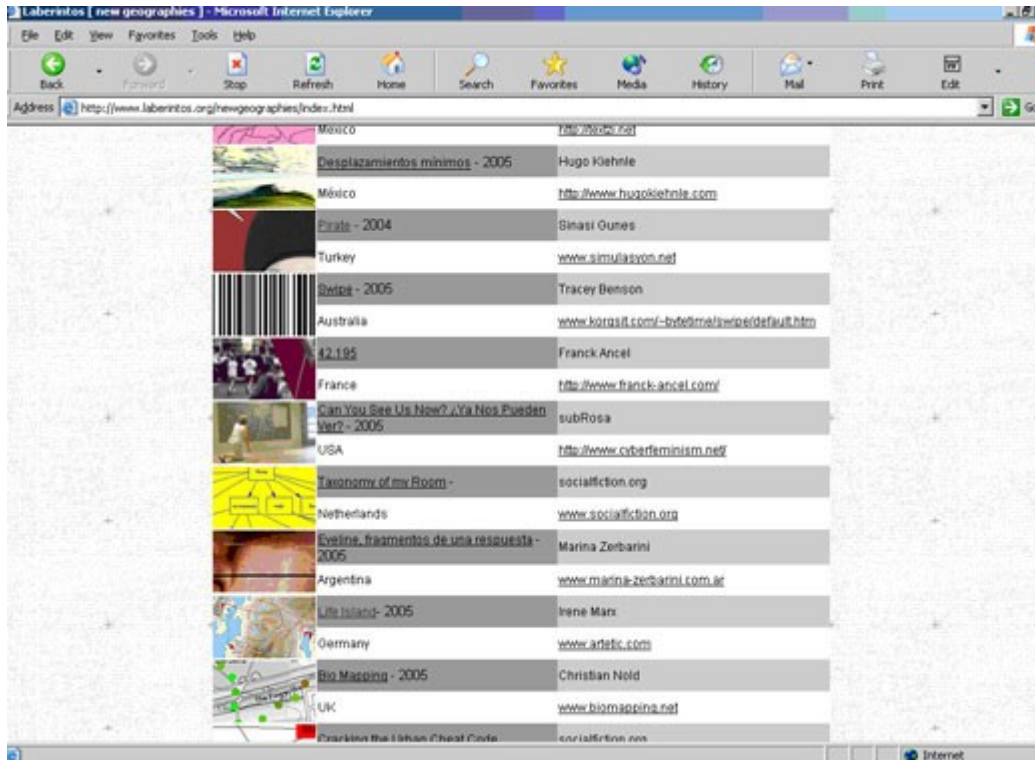 Laberintos [ new geographies ] - Microsoft Internet Explorer
File Edit View Favorites Tools Help
Back Forward Stop Refresh Home Search Favorites Media History Mail Print Edit
Address http://www.laberintos.org/newgeographies/index.html Go
Mexico
Desplazamientos mínimos - 2005 Hugo Kiehnle
México http://www.hugokiehnle.com
Pirate - 2004 Sinasi Gunes
Turkey www.simulasyon.net
Swipe - 2005 Tracey Benson
Australia www.korqsit.com/~bytetime/swipe/default.htm
42.195 Franck Ancel
France http://www.franck-ancel.com/
Can You See Us Now? ¿Ya Nos Pueden
Ver? - 2005 subRosa
USA http://www.cyberfeminism.net/
Taxonomy of my Room - socialfiction.org
Netherlands www.socialfiction.org
Eveline, fragmentos de una respuesta -
2005 Marina Zerbarini
Argentina www.marina-zerbarini.com.ar
Life Island- 2005 Irene Marx
Germany www.artetic.com
Bio Mapping - 2005 Christian Nold
UK www.biomapping.net
Cracking the Urban Cheat Code socialfiction.org
Internet